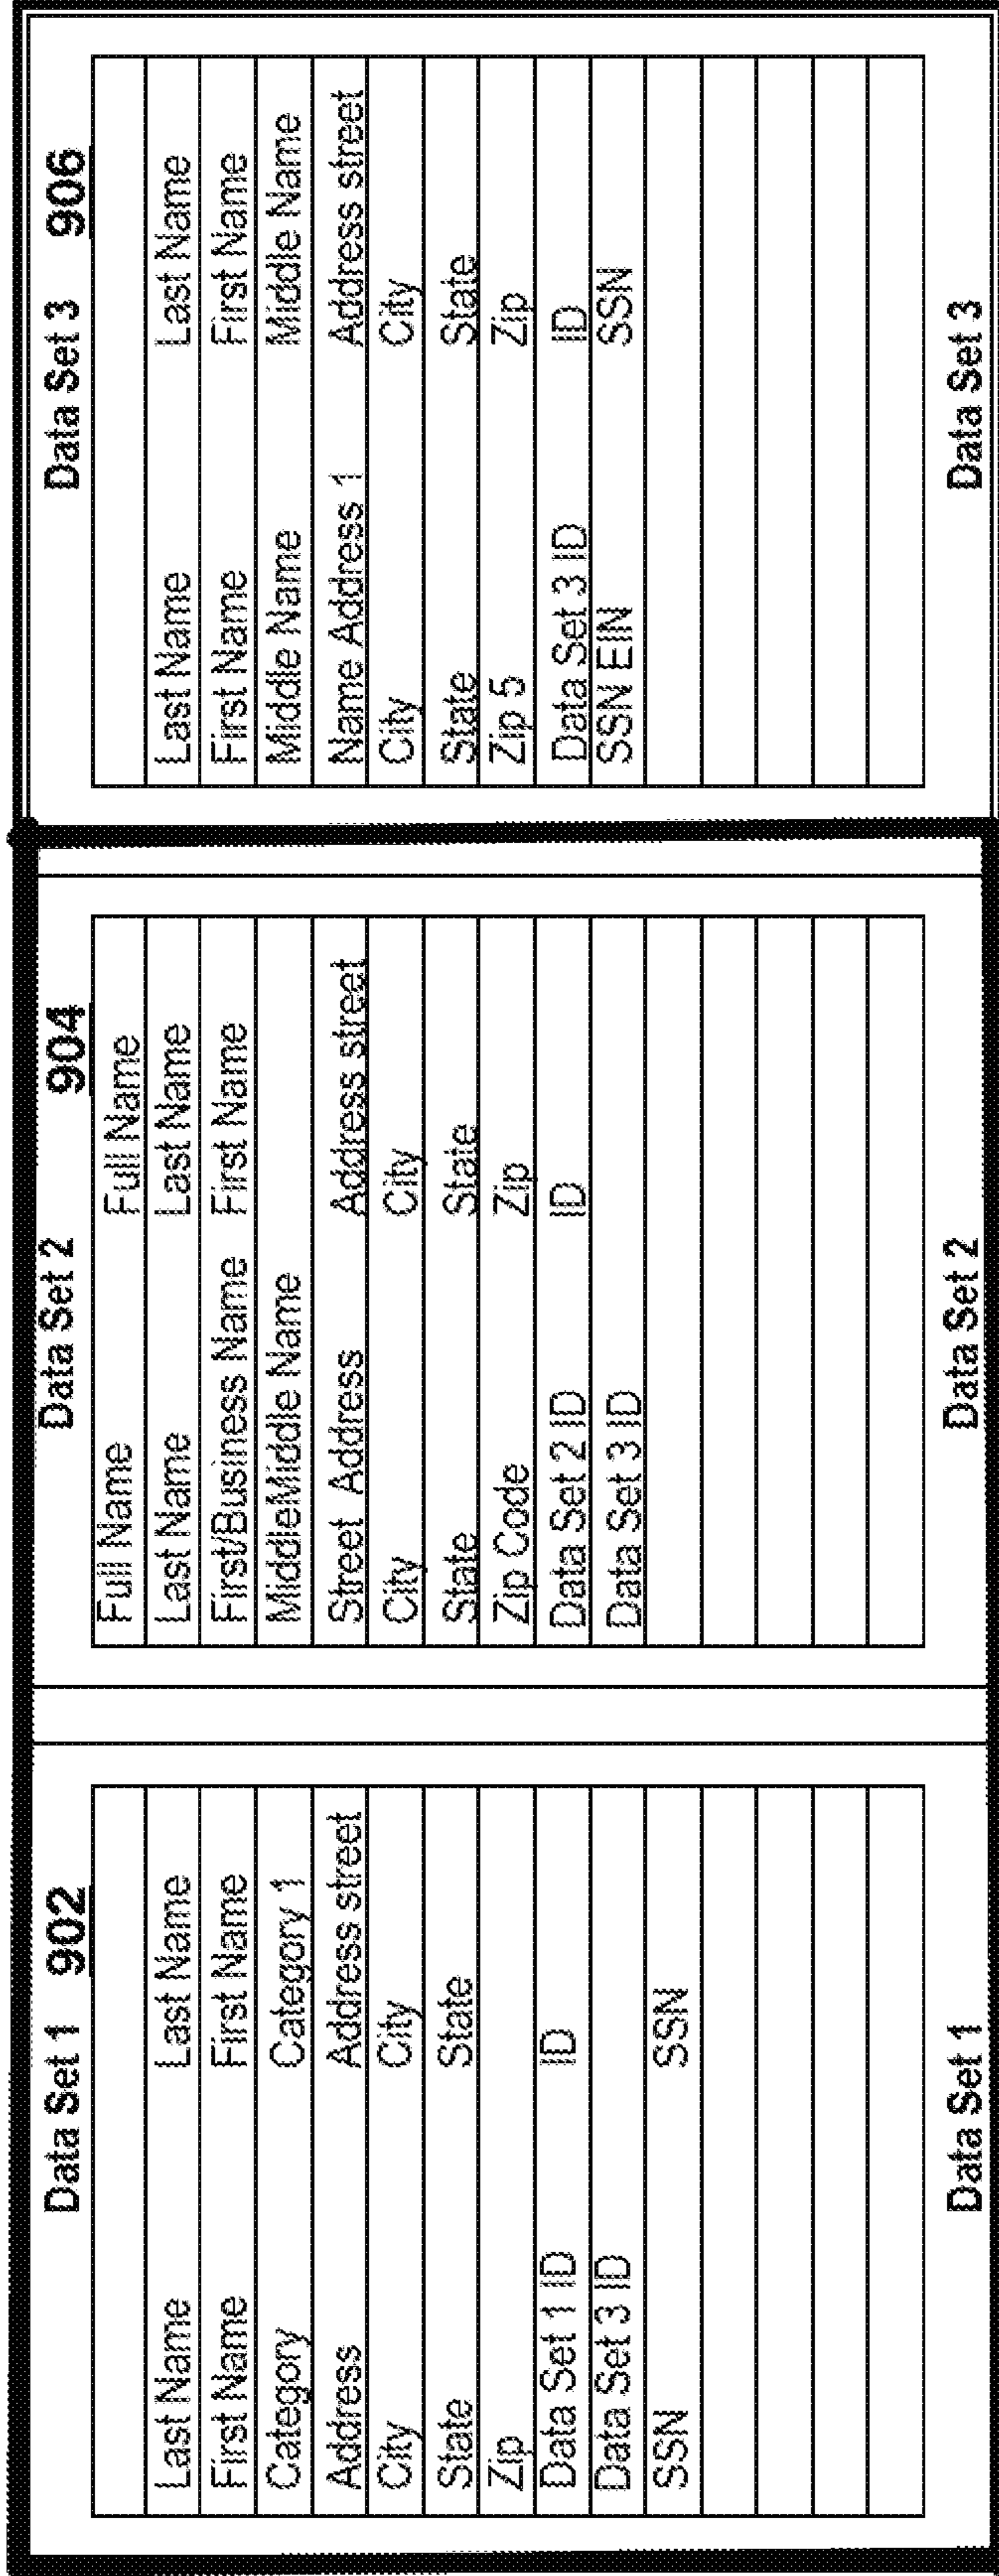 Data Set 1 902
Last Name Last Name
First Name First Name
Category Category 1
Address Address street
City City
State State
Zip
Data Set 1 ID ID
Data Set 3 ID
SSN SSN
Data Set 1
Data Set 2 904
Full Name Full Name
Last Name Last Name
First/Business Name First Name
MiddleMiddle Name
Street Address Address street
City City
State State
Zip Code Zip
Data Set 2 ID ID
Data Set 3 ID
Data Set 2
Data Set 3 906
Last Name Last Name
First Name First Name
Middle Name Middle Name
Name Address 1 Address street
City City
State State
Zip 5 Zip
Data Set 3 ID ID
SSN EIN SSN
Data Set 3